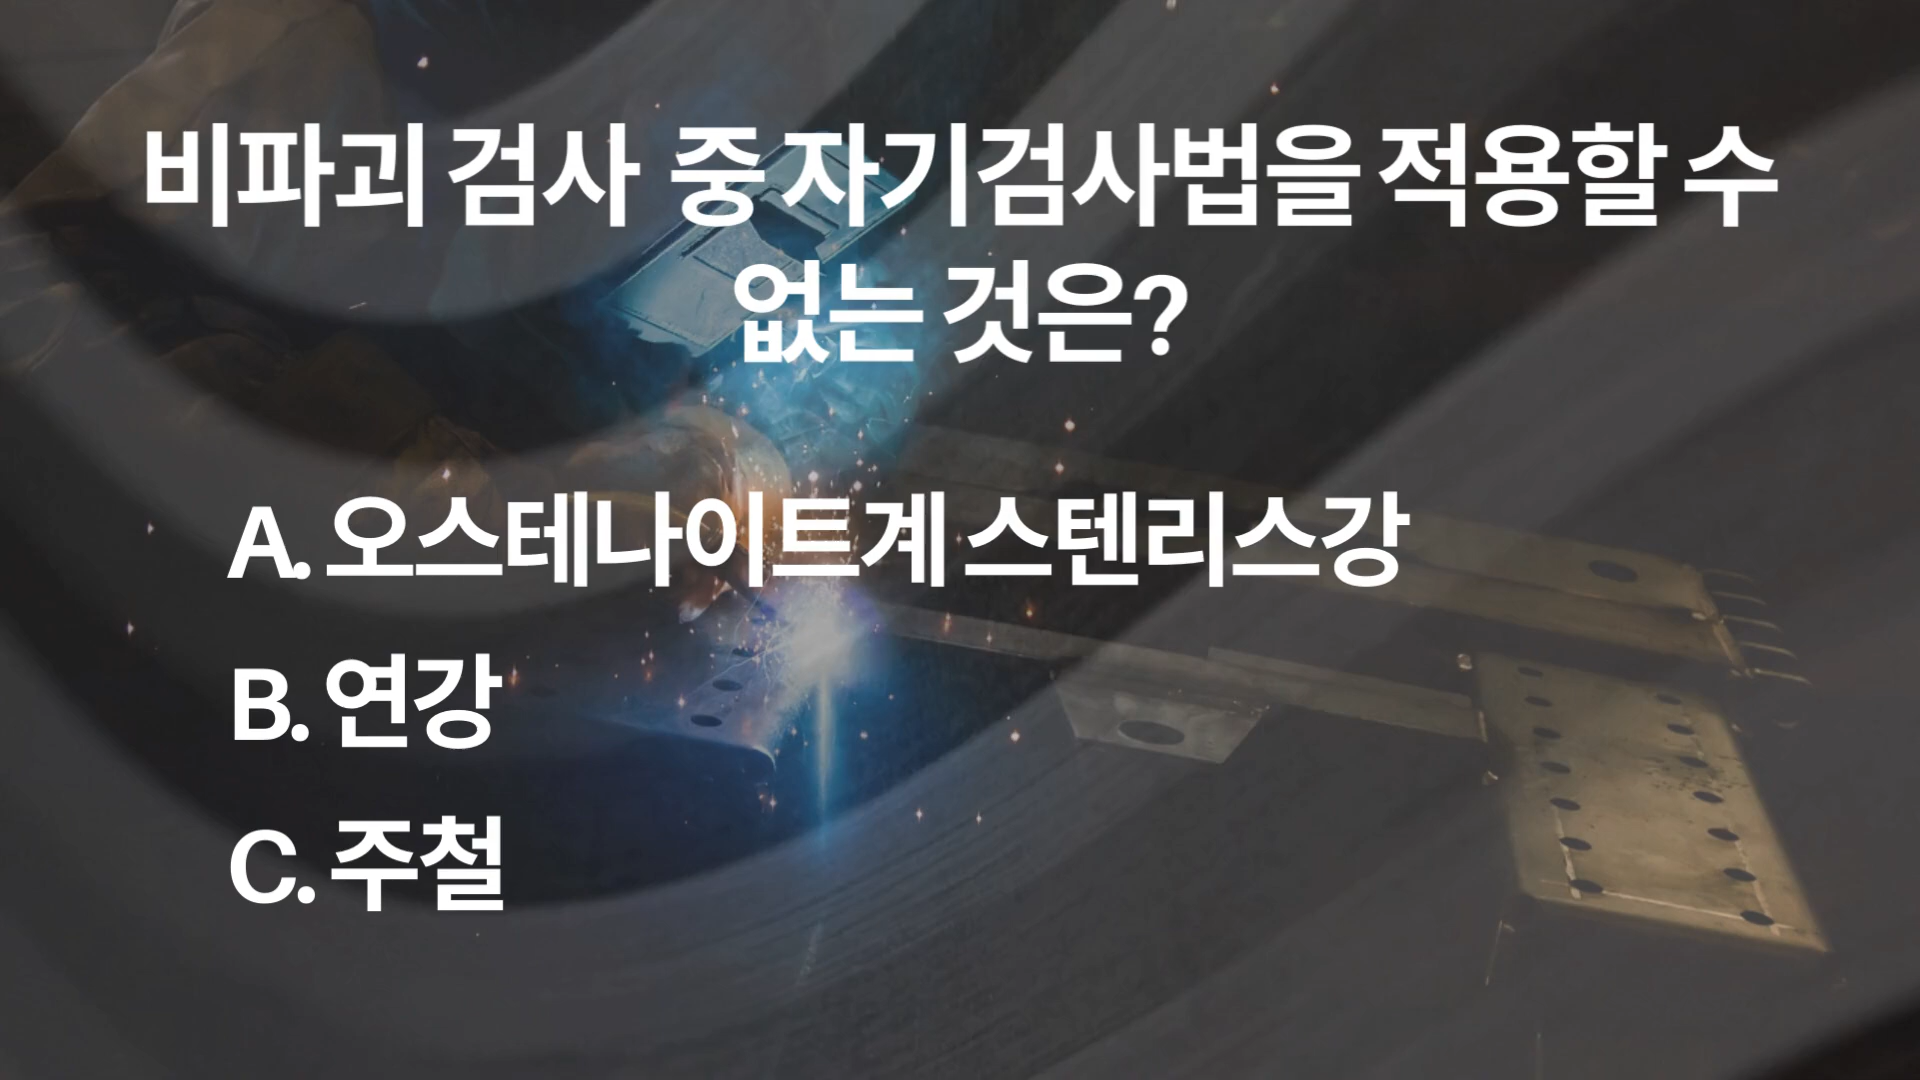 비파괴 검사 중 자기검사법을 적용할 수
없는 것은?
A. 오스테나이트계 스텐리스강
B. 연강
C. 주철